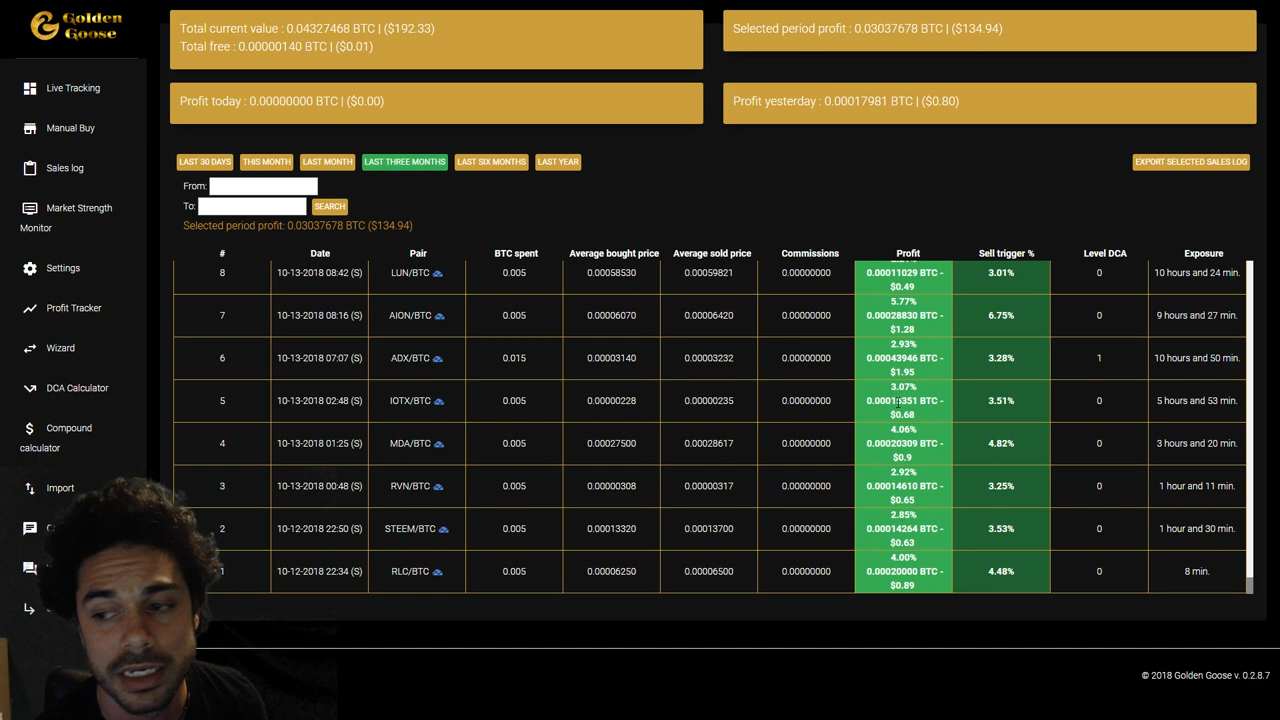 Golden
Goose
Total current value : 0.04327468 BTC | ($192.33)
Total free : 0.00000140 BTC | ($0.01)
Selected period profit : 0.03037678 BTC | ($134.94)
Profit today : 0.00000000 BTC | ($0.00)
Profit yesterday : 0.00017981 BTC | ($0.80)
Live Tracking
Manual Buy
Sales log
Market Strength
Monitor
Settings
Profit Tracker
Wizard
DCA Calculator
Compound
calculator
Import
LAST 30 DAYS THIS MONTH LAST MONTH LAST THREE MONTHS LAST SIX MONTHS LAST YEAR EXPORT SELECTED SALES LOG
From:
To: SEARCH
Selected period profit: 0.03037678 BTC ($134.94)
# Date Pair BTC spent Average bought price Average sold price Commissions Profit Sell trigger % Level DCA Exposure
8 10-13-2018 08:42 (S) LUN/BTC 0.005 0.00058530 0.00059821 0.00000000 0.00011029 BTC - 3.01% 0 10 hours and 24 min.
$0.49
5.77%
7 10-13-2018 08:16 (S) AION/BTC 0.005 0.00006070 0.00006420 0.00000000 0.00028830 BTC - 6.75% 0 9 hours and 27 min.
$1.28
2.93%
6 10-13-2018 07:07 (S) ADX/BTC 0.015 0.00003140 0.00003232 0.00000000 0.00043946 BTC - 3.28% 1 10 hours and 50 min.
$1.95
3.07%
5 10-13-2018 02:48 (S) IOTX/BTC 0.005 0.00000228 0.00000235 0.00000000 BTC - 3.51% 0 5 hours and 53 min.
$0.68
4.06%
4 10-13-2018 01:25 (S) MDA/BTC 0.005 0.00027500 0.00028617 0.00000000 0.00020309 BTC - 4.82% 0 3 hours and 20 min.
$0.9
2.92%
3 10-13-2018 00:48 (S) RVN/BTC 0.005 0.00000308 0.00000317 0.00000000 0.00014610 BTC - 3.25% 0 1 hour and 11 min.
$0.65
2.85%
2 10-12-2018 22:50 (S) STEEM/BTC 0.005 0.00013320 0.00013700 0.00000000 0.00014264 BTC - 3.53% 0 1 hour and 30 min.
$0.63
4.00%
10-12-2018 22:34 (S) RLC/BTC 0.005 0.00006250 0.00006500 0.00000000 0.00020000 BTC - 4.48% 0 8 min.
$0.89
© 2018 Golden Goose v. 0.2.8.7